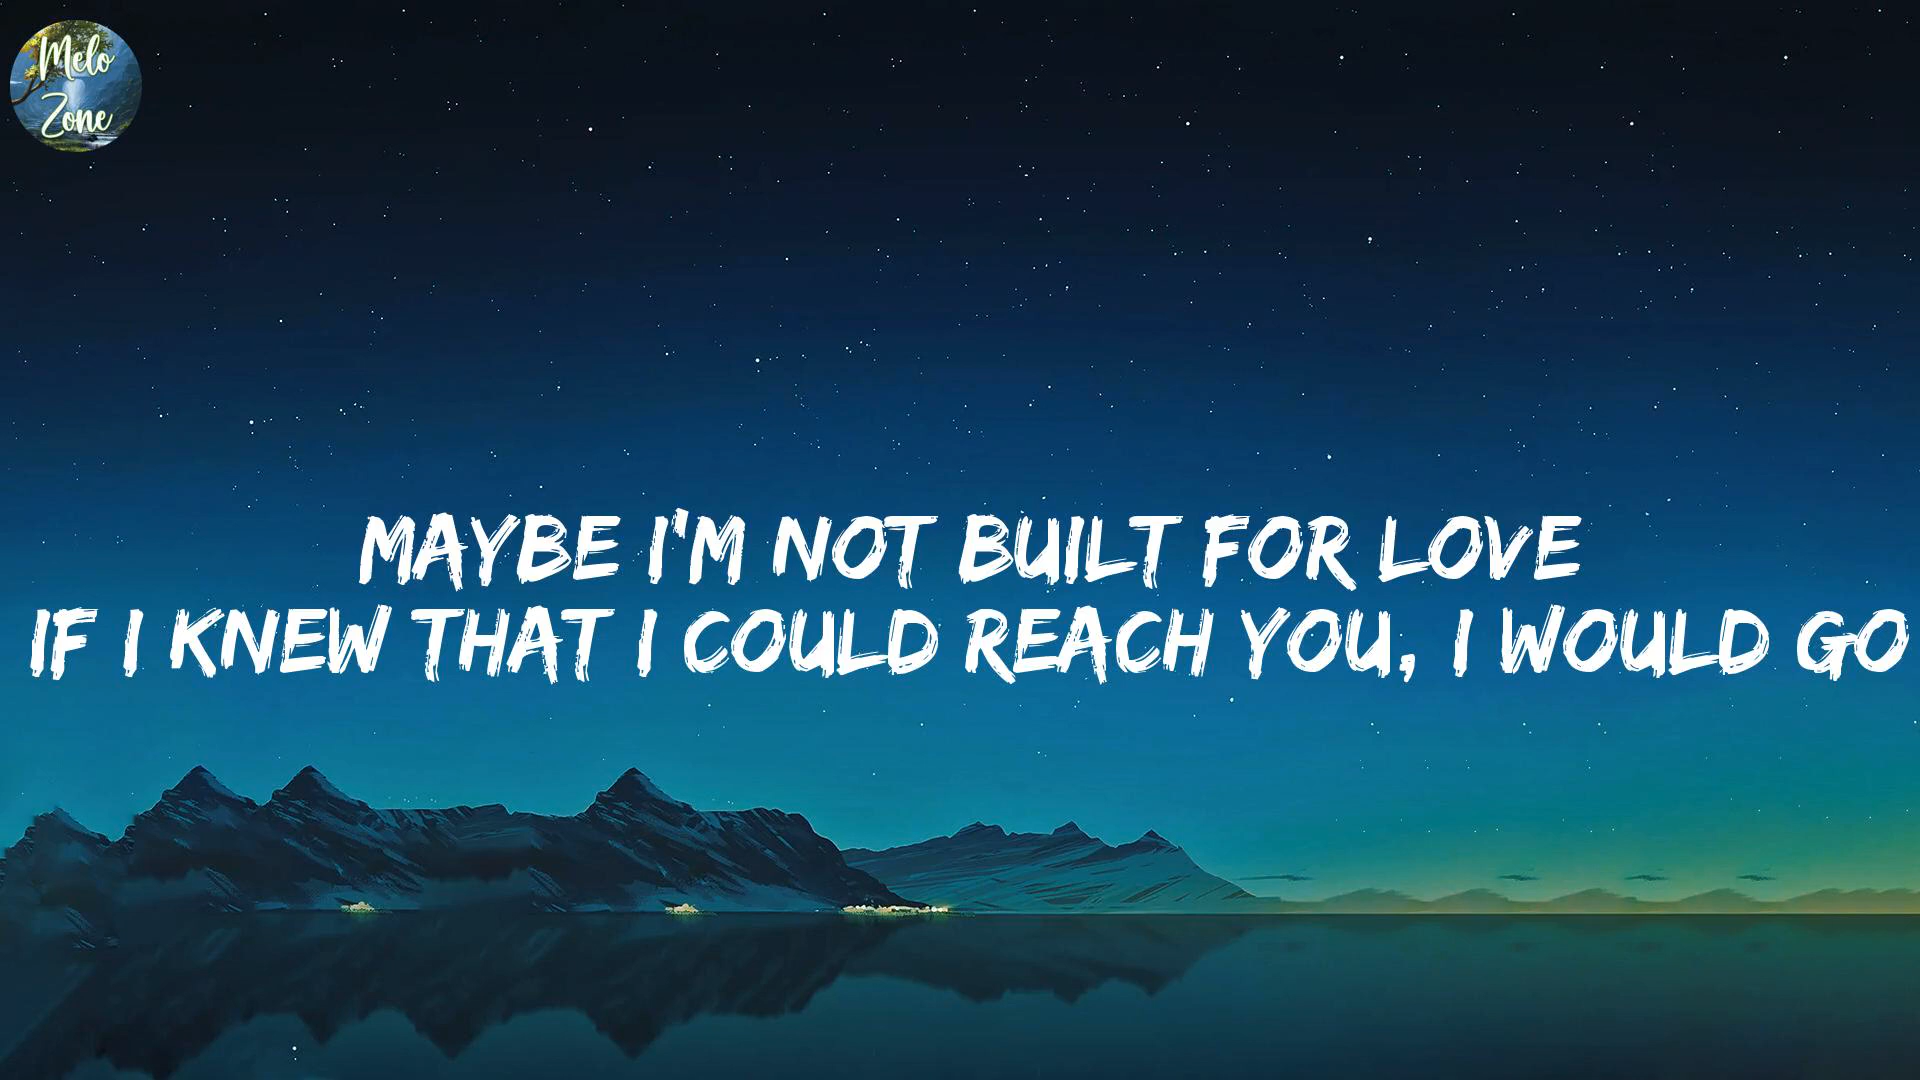 Melo
Zone
MAYBE I'M NOT BUILT FOR LOVE
IF I KNEW THAT I COULD REACH YOU, I WOULD GO